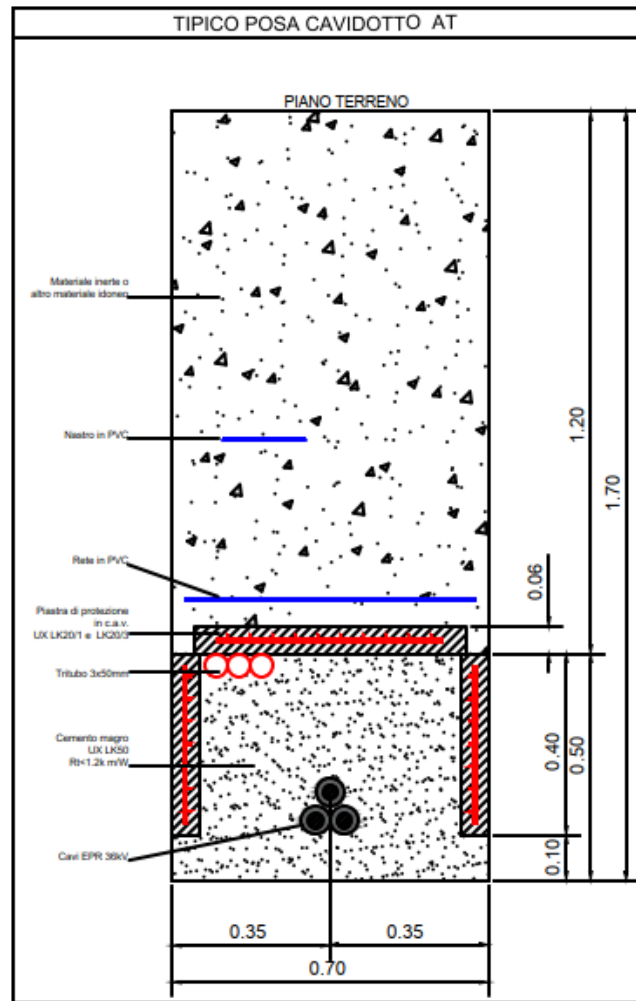 TIPICO POSA CAVIDOTTO AT
PIANO TERRENO
Materiale inerte o
altro materiale idoneo
Nastro in PVC
Rete in PVC
Piastra di protezione
in c.a.v.
UX LK20/1 e LK20/3
Tritubo 3x50mm
Cemento magro
UX LK50
Rt<1.2k m/W
Cavi EPR 36kV
1.20
1.70
0.06
0.40
0.50
0.10
0.35
0.35
0.70